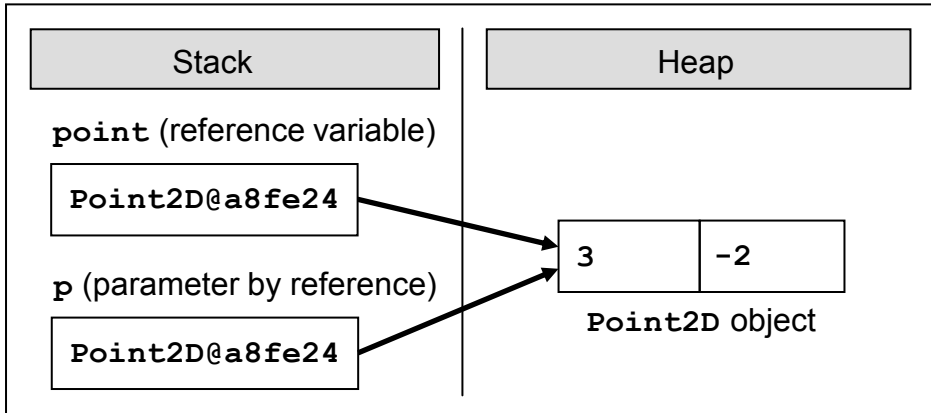 Stack
Heap
point (reference variable)
Point2D@a8fe24
3
-2
p (parameter by reference)
Point2D object
Point2D@a8fe24